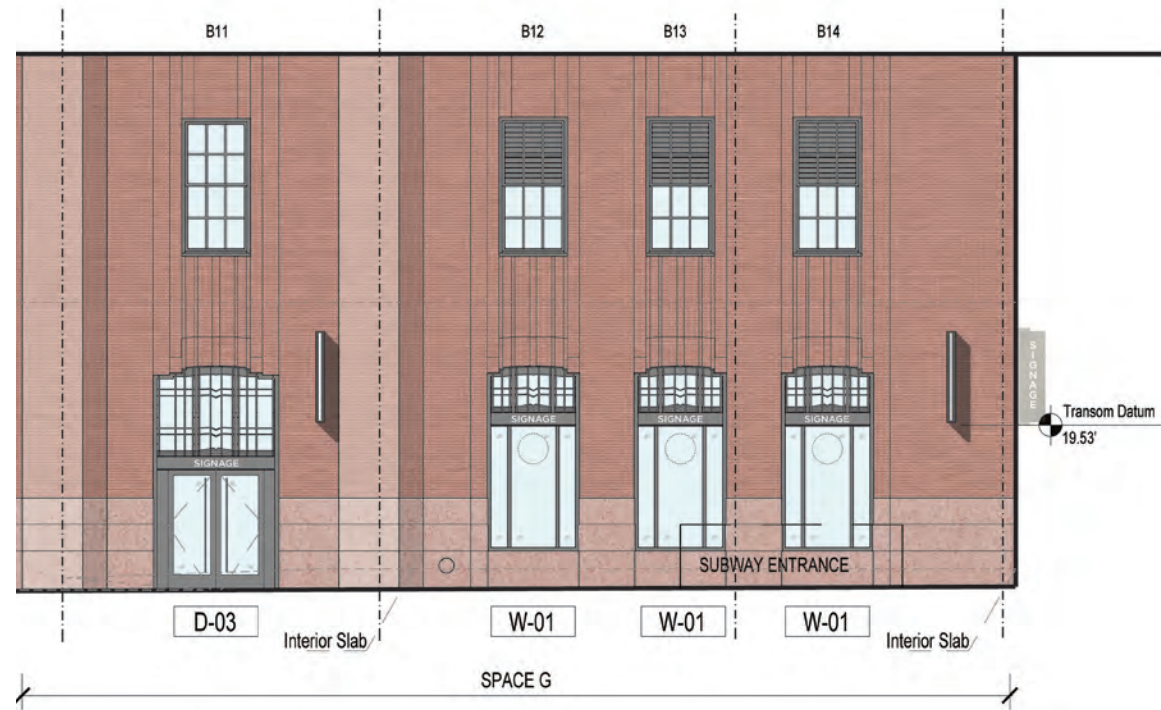 B11
B12
B13
B14
SIGNAGE
Transom Datum
19.53'
SIGNAGE
SIGNAGE
SIGNAGE
SIGNAGE
SUBWAY ENTRANCE
D-03
W-01
W-01
W-01
Interior Slab
Interior Slab
SPACE G